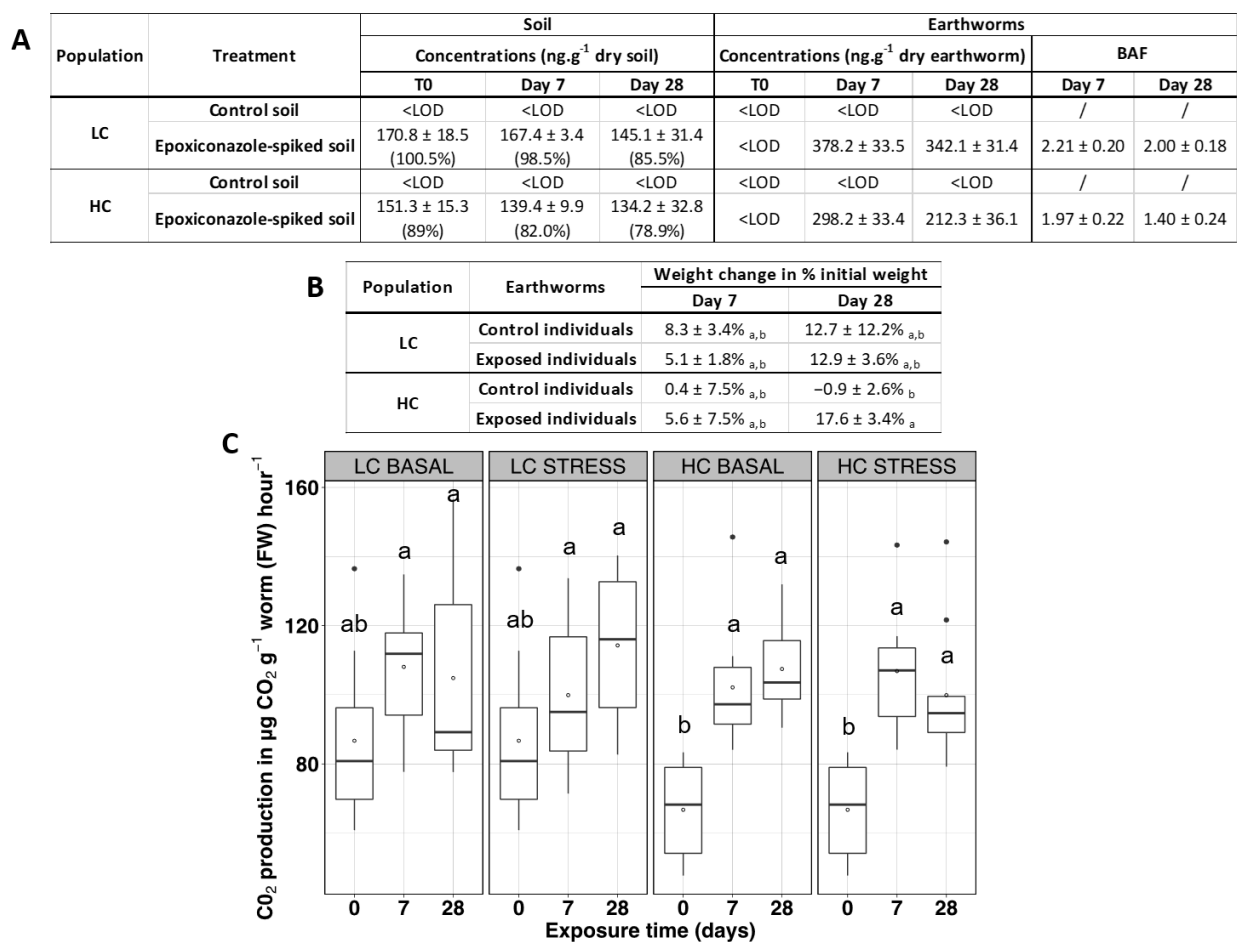 A
Soil Earthworms
Population Treatment Concentrations (ng.g-1 dry soil) Concentrations (ng.g-1 dry earthworm) BAF
T0 Day 7 Day 28 T0 Day 7 Day 28 Day 7 Day 28
LC Control soil <LOD <LOD <LOD <LOD <LOD <LOD / /
Epoxiconazole-spiked soil 170.8 ± 18.5 (100.5%) 167.4 ± 3.4 (98.5%) 145.1 ± 31.4 (85.5%) <LOD 378.2 ± 33.5 342.1 ± 31.4 2.21 ± 0.20 2.00 ± 0.18
HC Control soil <LOD <LOD <LOD <LOD <LOD <LOD / /
Epoxiconazole-spiked soil 151.3 ± 15.3 (89%) 139.4 ± 9.9 (82.0%) 134.2 ± 32.8 (78.9%) <LOD 298.2 ± 33.4 212.3 ± 36.1 1.97 ± 0.22 1.40 ± 0.24
B
Population Earthworms Weight change in % initial weight
Day 7 Day 28
LC Control individuals 8.3 ± 3.4% a,b 12.7 ± 12.2% a,b
Exposed individuals 5.1 ± 1.8% a,b 12.9 ± 3.6% a,b
HC Control individuals 0.4 ± 7.5% a,b −0.9 ± 2.6% b
Exposed individuals 5.6 ± 7.5% a,b 17.6 ± 3.4% a
C
C0₂ production in µg CO₂ g⁻¹ worm (FW) hour⁻¹
LC BASAL LC STRESS HC BASAL HC STRESS
160
120
80
ab a a
ab a a
b a a
b a a
0 7 28 0 7 28 0 7 28 0 7 28
Exposure time (days)